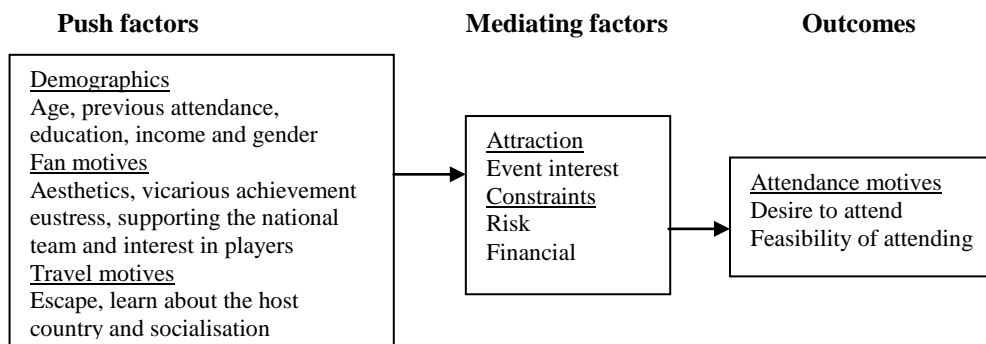 Push factors
Mediating factors
Outcomes
Demographics
Age, previous attendance,
education, income and gender
Fan motives
Aesthetics, vicarious achievement
eustress, supporting the national
team and interest in players
Travel motives
Escape, learn about the host
country and socialisation
Attraction
Event interest
Constraints
Risk
Financial
Attendance motives
Desire to attend
Feasibility of attending